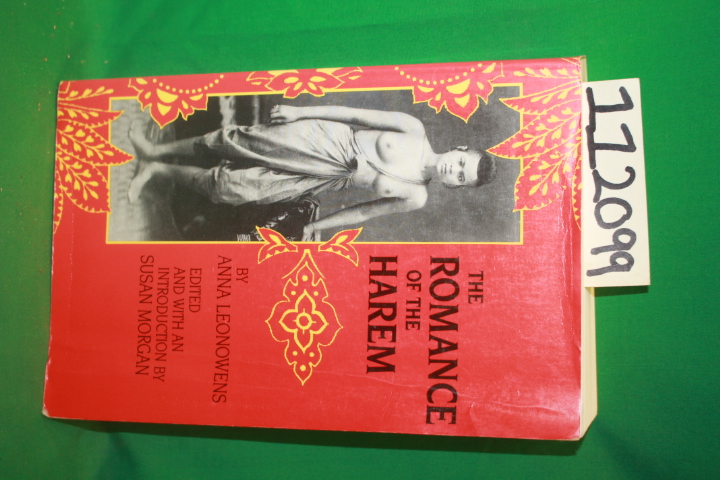 THE
ROMANCE
OF THE
HAREM
BY
ANNA LEONOWENS
EDITED
AND WITH AN
INTRODUCTION BY
SUSAN MORGAN
112099